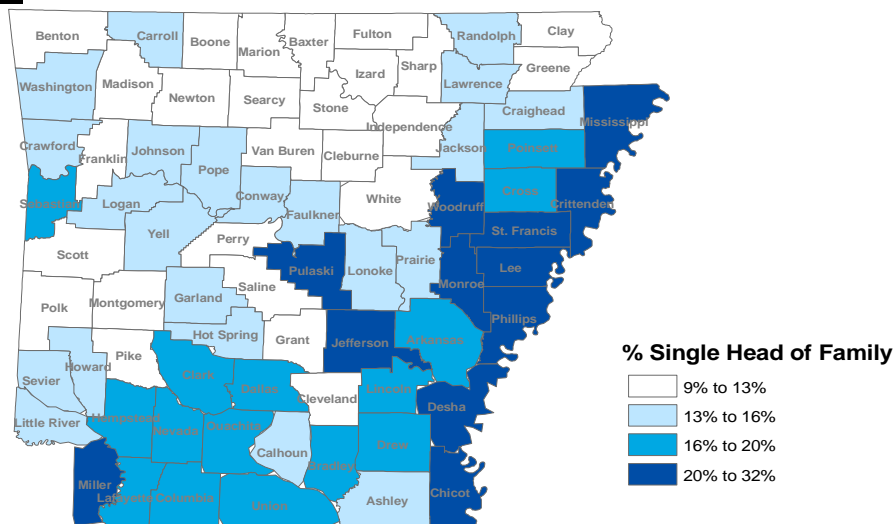 Benton
Carroll
Boone
Marion
Baxter
Fulton
Randolph
Clay
Washington
Madison
Newton
Searcy
Stone
Izard
Sharp
Lawrence
Greene
Craighead
Mississippi
Independence
Crawford
Franklin
Johnson
Pope
Van Buren
Cleburne
Jackson
Poinsett
Sebastian
Logan
Conway
Faulkner
White
Woodruff
Cross
Crittenden
Yell
Perry
St. Francis
Scott
Pulaski
Lonoke
Prairie
Monroe
Lee
Polk
Montgomery
Garland
Saline
Phillips
Hot Spring
Grant
Jefferson
Arkansas
Sevier
Howard
Pike
Clark
Dallas
Cleveland
Lincoln
Desha
Little River
Hempstead
Nevada
Ouachita
Calhoun
Bradley
Drew
Miller
Lafayette
Columbia
Union
Ashley
Chicot
% Single Head of Family
9% to 13%
13% to 16%
16% to 20%
20% to 32%